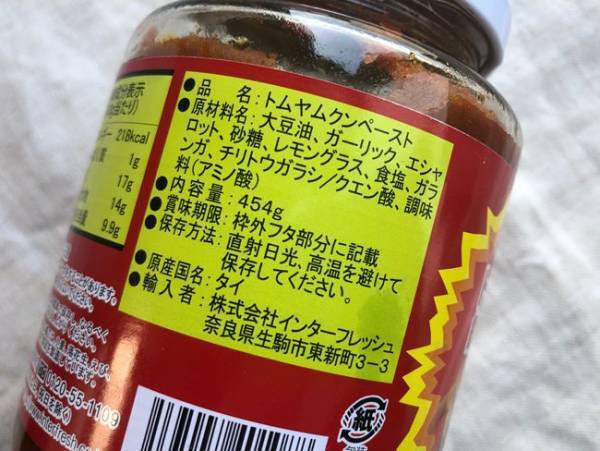 ●品　名：トムヤムクンペースト
●原材料名：大豆油、ガーリック、エシャ
ロット、砂糖、レモングラス、食塩、ガラ
ンガ、チリトウガラシ／クエン酸、調味
料(アミノ酸)
●内容量：454g
●賞味期限：枠外フタ部分に記載
●保存方法：直射日光、高温を避けて
保存してください。
●原産国名：タイ
●輸入者：株式会社インターフレッシュ
奈良県生駒市東新町3−3
218kcal
1g
17g
14g
9.9g
0120-55-1109
紙